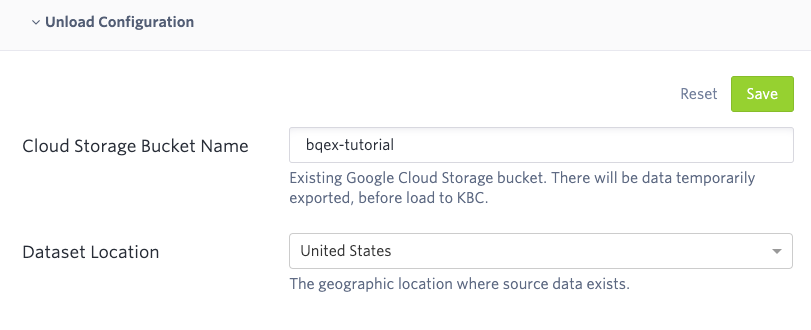 Unload Configuration
Reset Save
Cloud Storage Bucket Name bqex-tutorial
Existing Google Cloud Storage bucket. There will be data temporarily
exported, before load to KBC.
Dataset Location United States
The geographic location where source data exists.